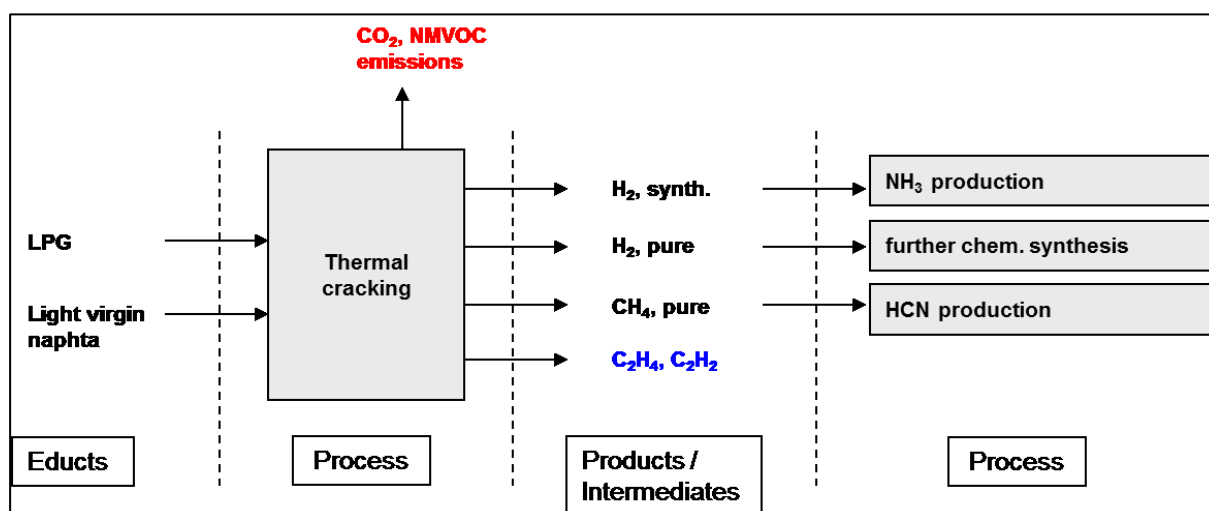 CO₂, NMVOC
emissions
LPG
Light virgin
naphta
Thermal
cracking
H₂, synth.
H₂, pure
CH₄, pure
C₂H₄, C₂H₂
NH₃ production
further chem. synthesis
HCN production
Educts
Process
Products /
Intermediates
Process